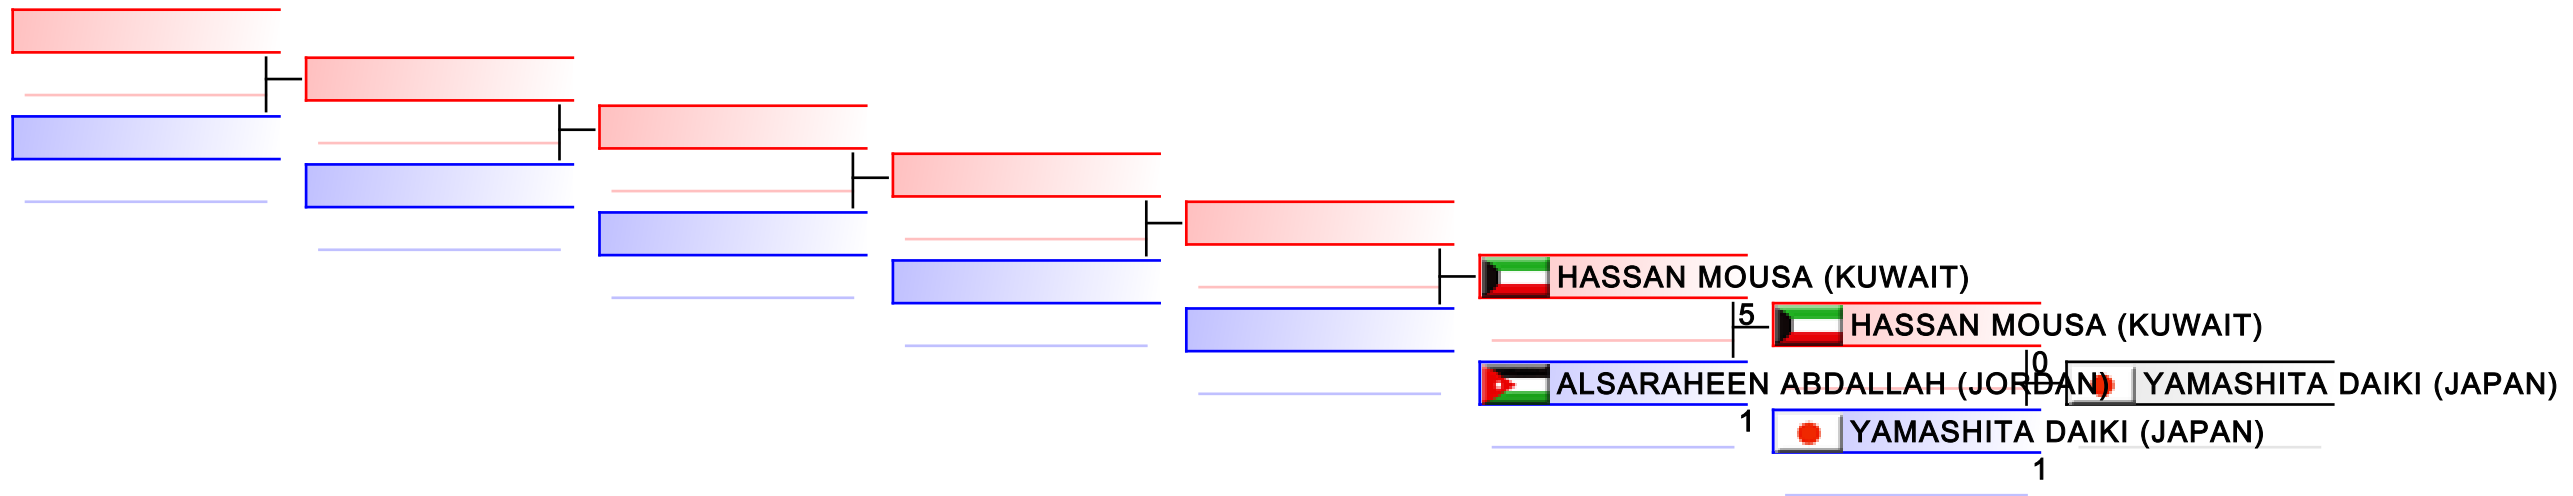 HASSAN MOUSA (KUWAIT)
5
HASSAN MOUSA (KUWAIT)
0
ALSARAHEEN ABDALLAH (JORDAN)
YAMASHITA DAIKI (JAPAN)
1
YAMASHITA DAIKI (JAPAN)
1